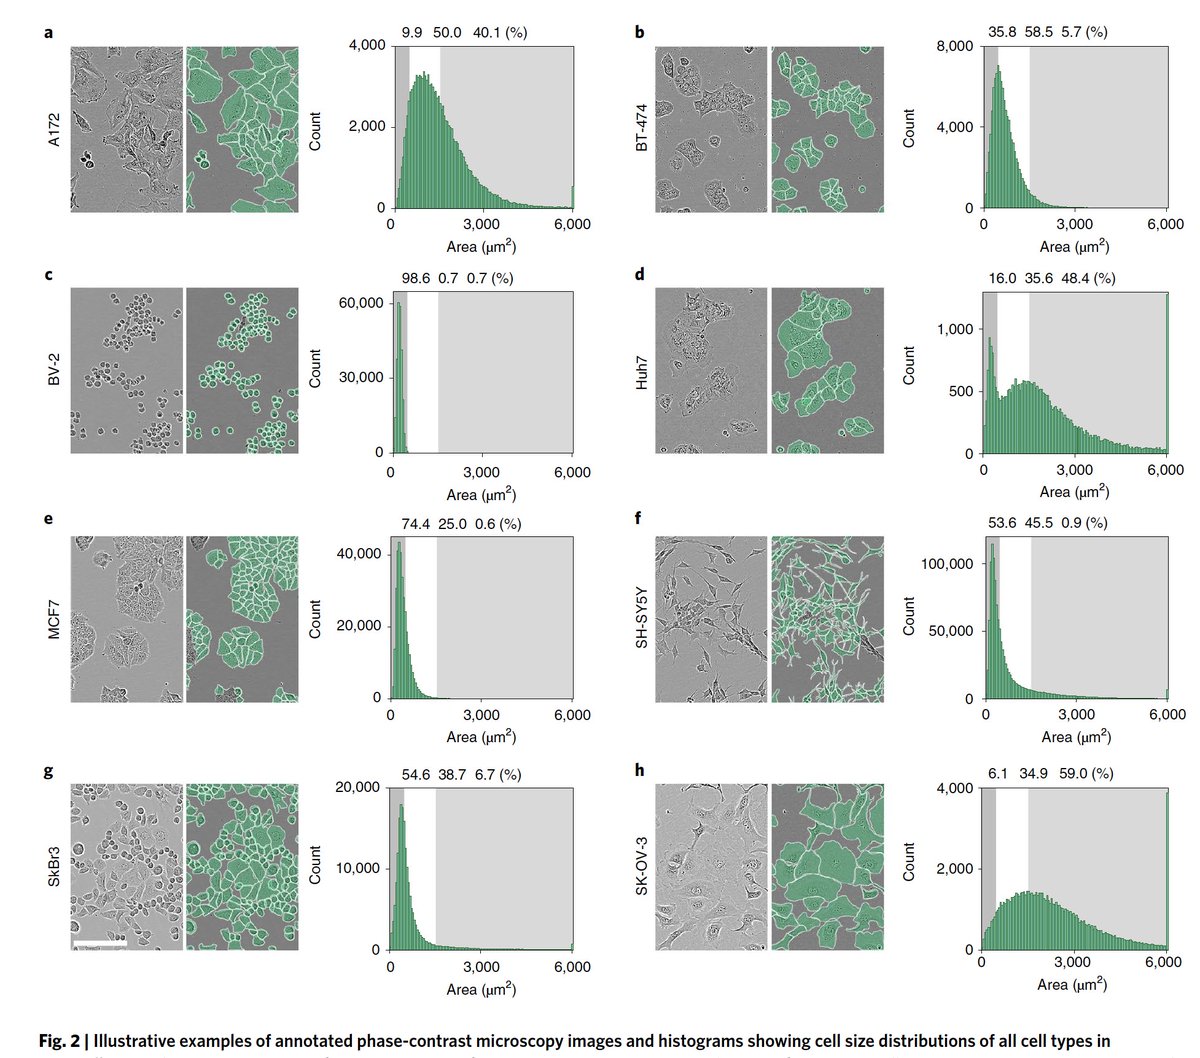 a
9.9 50.0 40.1 (%)
A172
Count
4,000
2,000
0
0 3,000 6,000
Area (μm²)
b
35.8 58.5 5.7 (%)
BT-474
Count
8,000
4,000
0
0 3,000 6,000
Area (μm²)
c
98.6 0.7 0.7 (%)
BV-2
Count
60,000
30,000
0
0 3,000 6,000
Area (μm²)
d
16.0 35.6 48.4 (%)
Huh7
Count
1,000
500
0
0 3,000 6,000
Area (μm²)
e
74.4 25.0 0.6 (%)
MCF7
Count
40,000
20,000
0
0 3,000 6,000
Area (μm²)
f
53.6 45.5 0.9 (%)
SH-SY5Y
Count
100,000
50,000
0
0 3,000 6,000
Area (μm²)
g
54.6 38.7 6.7 (%)
SkBr3
Count
20,000
10,000
0
0 3,000 6,000
Area (μm²)
h
6.1 34.9 59.0 (%)
SK-OV-3
Count
4,000
2,000
0
0 3,000 6,000
Area (μm²)
Fig. 2 | Illustrative examples of annotated phase-contrast microscopy images and histograms showing cell size distributions of all cell types in